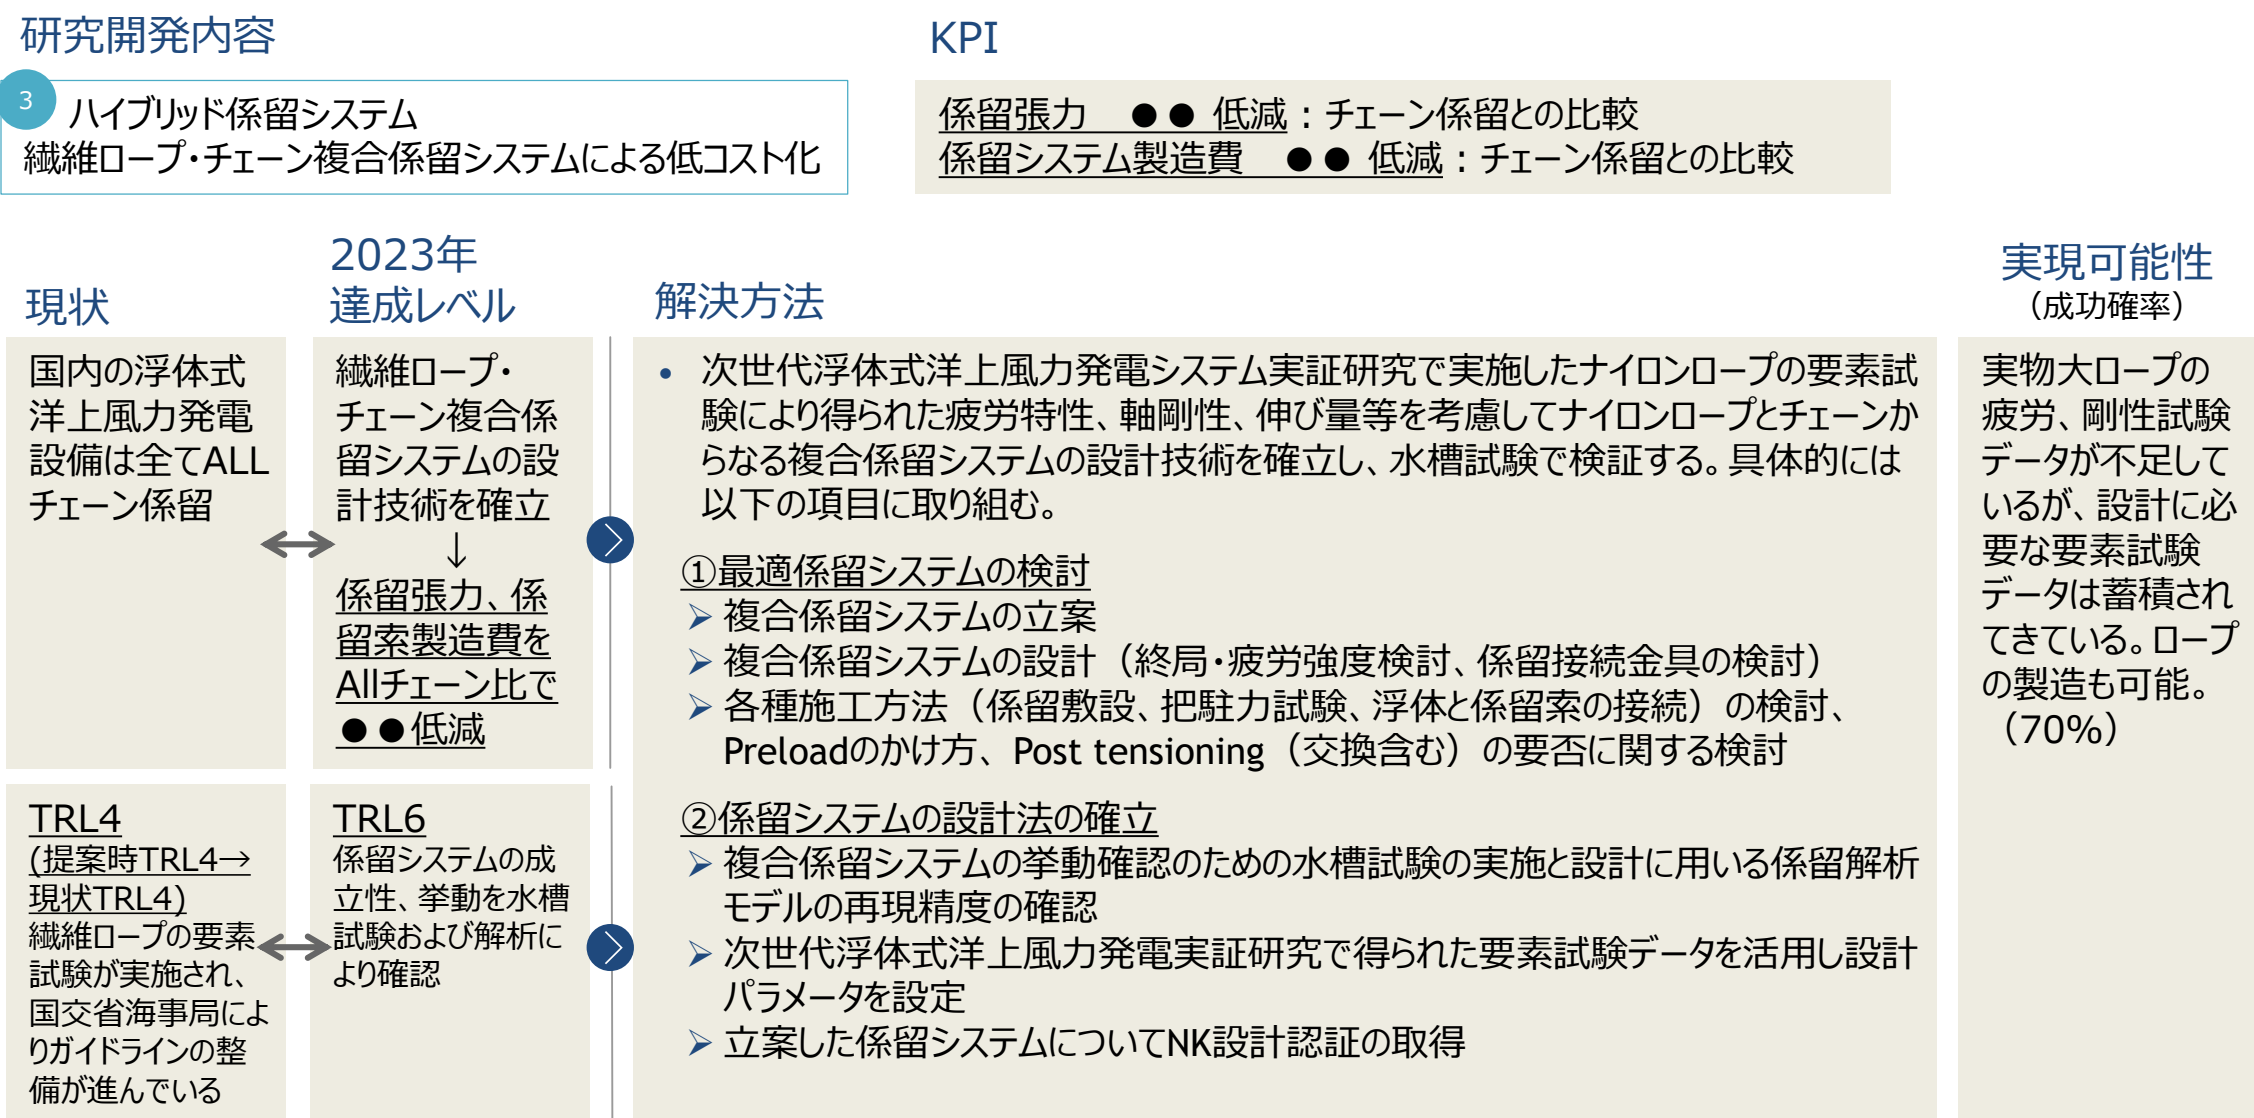 研究開発内容
3
ハイブリッド係留システム
繊維ロープ・チェーン複合係留システムによる低コスト化
KPI
係留張力　●● 低減：チェーン係留との比較
係留システム製造費　●● 低減：チェーン係留との比較
現状
国内の浮体式
洋上風力発電
設備は全てALL
チェーン係留
TRL4
(提案時TRL4→
現状TRL4)
繊維ロープの要素
試験が実施され、
国交省海事局によ
りガイドラインの整
備が進んでいる
2023年
達成レベル
繊維ロープ・
チェーン複合係
留システムの設
計技術を確立
↓
係留張力、係
留索製造費を
Allチェーン比で
●●低減
TRL6
係留システムの成
立性、挙動を水槽
試験および解析に
より確認
解決方法
• 次世代浮体式洋上風力発電システム実証研究で実施したナイロンロープの要素試
験により得られた疲労特性、軸剛性、伸び量等を考慮してナイロンロープとチェーンか
らなる複合係留システムの設計技術を確立し、水槽試験で検証する。具体的には
以下の項目に取り組む。
①最適係留システムの検討
➢ 複合係留システムの立案
➢ 複合係留システムの設計（終局・疲労強度検討、係留接続金具の検討）
➢ 各種施工方法（係留敷設、把駐力試験、浮体と係留索の接続）の検討、
Preloadのかけ方、Post tensioning（交換含む）の要否に関する検討
②係留システムの設計法の確立
➢ 複合係留システムの挙動確認のための水槽試験の実施と設計に用いる係留解析
モデルの再現精度の確認
➢ 次世代浮体式洋上風力発電実証研究で得られた要素試験データを活用し設計
パラメータを設定
➢ 立案した係留システムについてNK設計認証の取得
実現可能性
（成功確率）
実物大ロープの
疲労、剛性試験
データが不足して
いるが、設計に必
要な要素試験
データは蓄積され
てきている。ロープ
の製造も可能。
（70%）